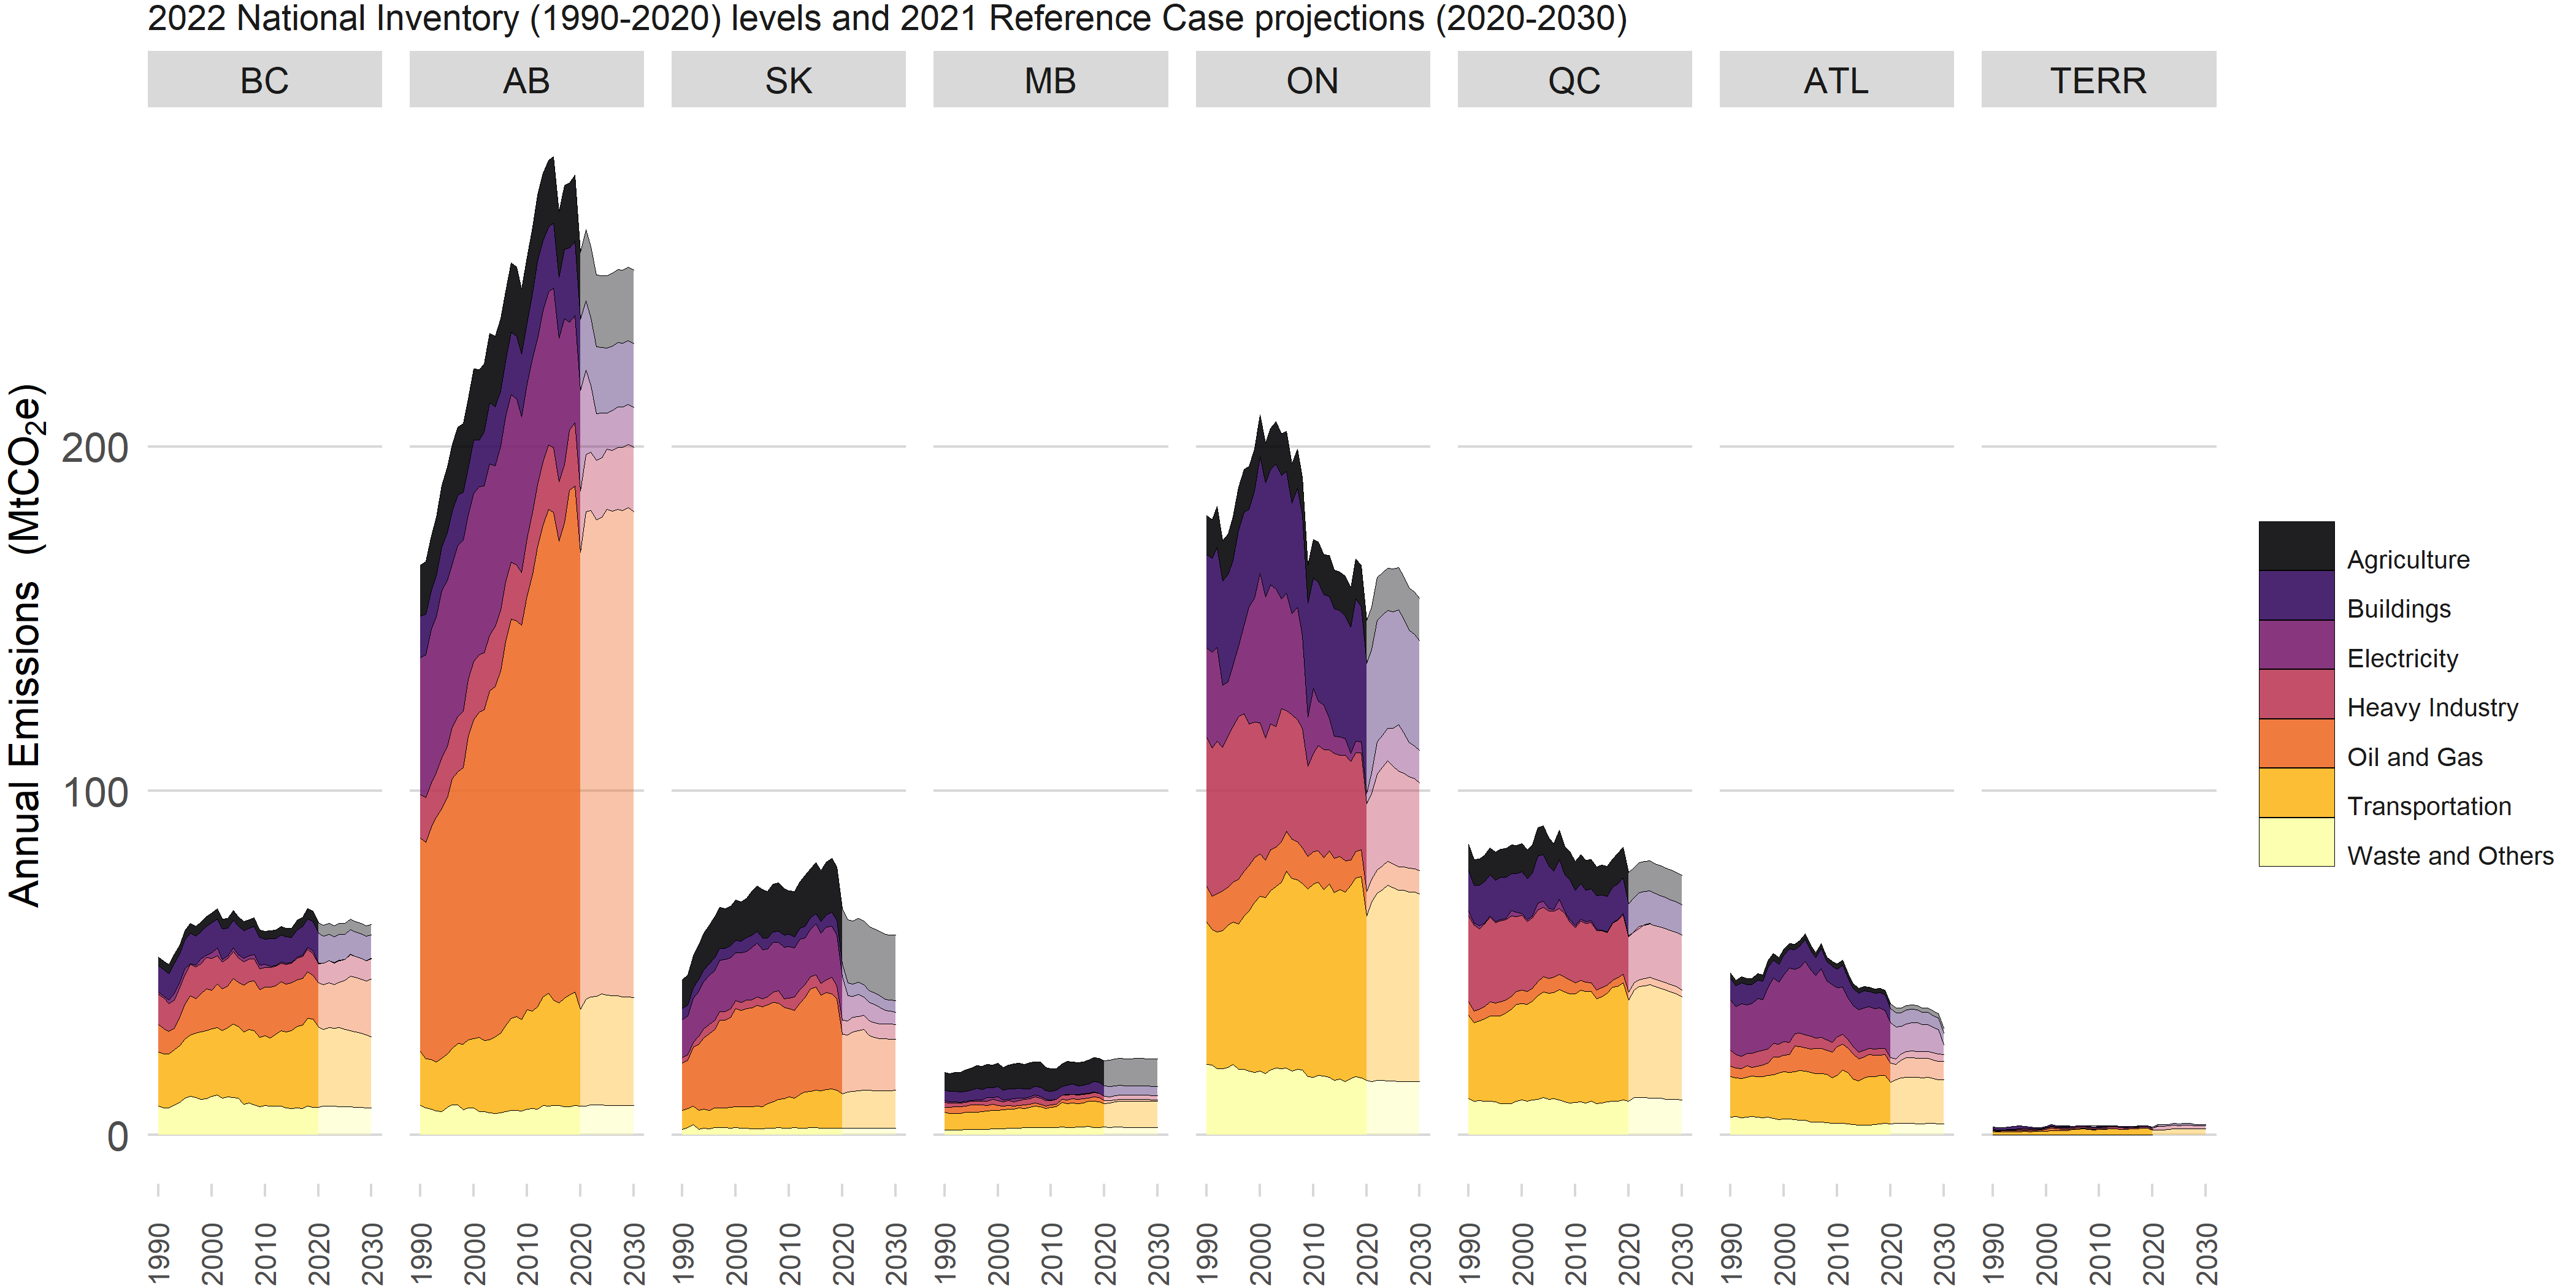 2022 National Inventory (1990-2020) levels and 2021 Reference Case projections (2020-2030)
BC AB SK MB ON QC ATL TERR
Annual Emissions (MtCO2e)
200
100
0
1990 2000 2010 2020 2030 1990 2000 2010 2020 2030 1990 2000 2010 2020 2030 1990 2000 2010 2020 2030 1990 2000 2010 2020 2030 1990 2000 2010 2020 2030 1990 2000 2010 2020 2030 1990 2000 2010 2020 2030
Agriculture
Buildings
Electricity
Heavy Industry
Oil and Gas
Transportation
Waste and Others